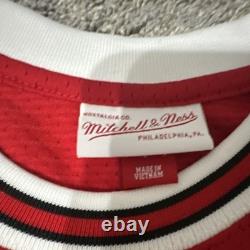 NOSTALGIA CO.
Mitchell & Ness
PHILADELPHIA, PA.
MADE IN
VIETNAM